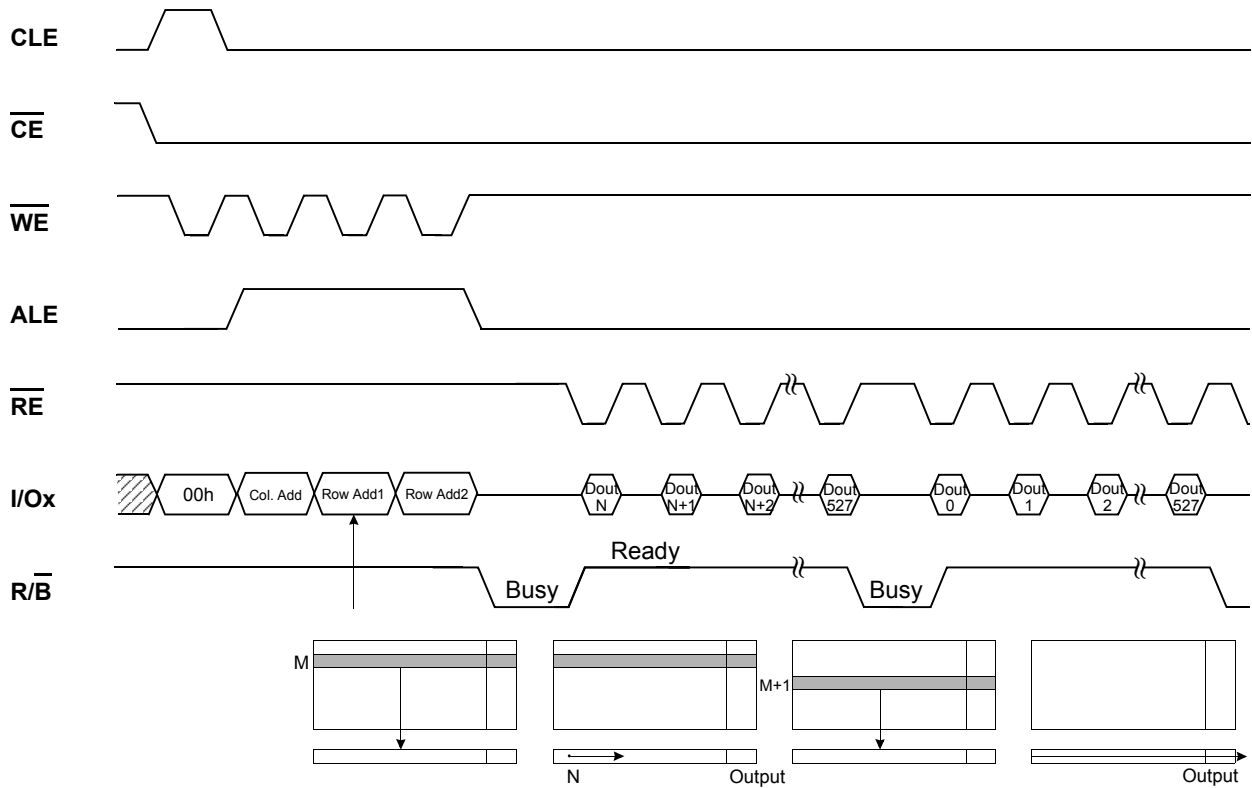 CLE
CE
WE
ALE
RE
I/Ox
00h
Col. Add
Row Add1
Row Add2
Dout
N
Dout
N+1
Dout
N+2
Dout
527
Dout
0
Dout
1
Dout
2
Dout
527
R/B
Busy
Ready
Busy
M
M+1
N
Output
Output